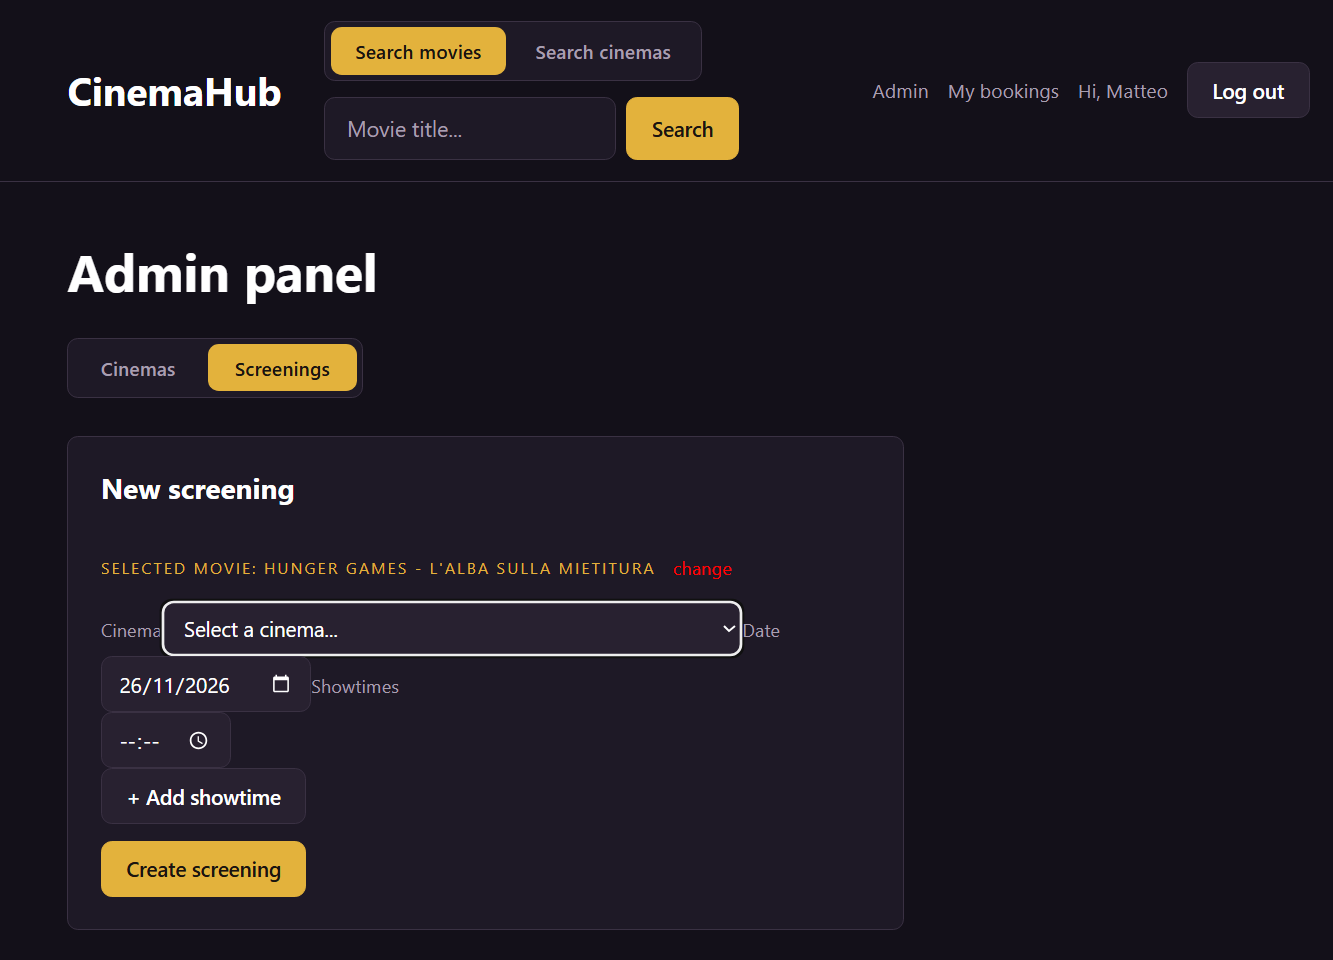 Search movies Search cinemas
CinemaHub
Movie title... Search
Admin My bookings Hi, Matteo Log out
Admin panel
Cinemas Screenings
New screening
SELECTED MOVIE: HUNGER GAMES - L'ALBA SULLA MIETITURA change
Cinema Select a cinema... Date
26/11/2026 Showtimes
--:--
+ Add showtime
Create screening